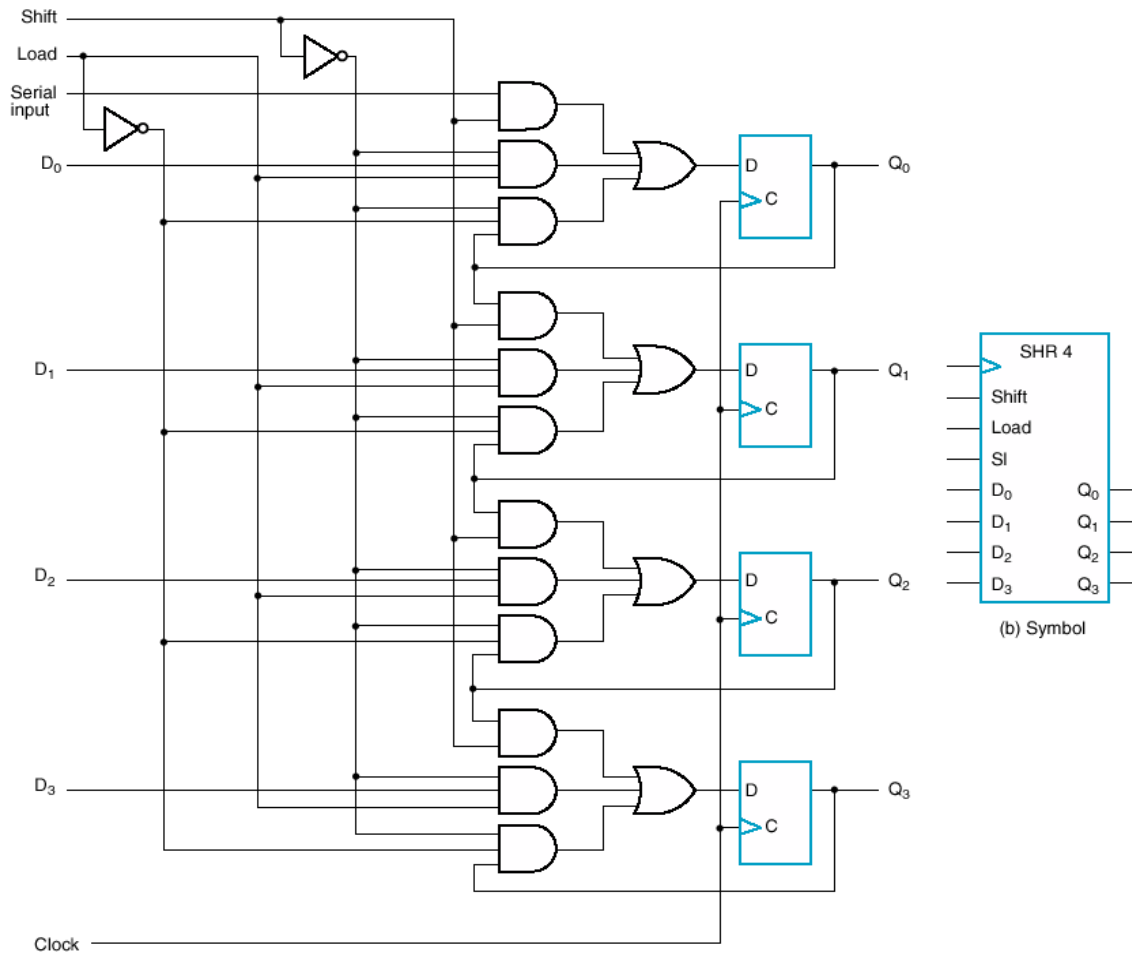 Shift
Load
Serial
input
D₀
D
C
Q₀
D₁
D
C
Q₁
D₂
D
C
Q₂
D₃
D
C
Q₃
Clock
SHR 4
Shift
Load
SI
D₀ Q₀
D₁ Q₁
D₂ Q₂
D₃ Q₃
(b) Symbol